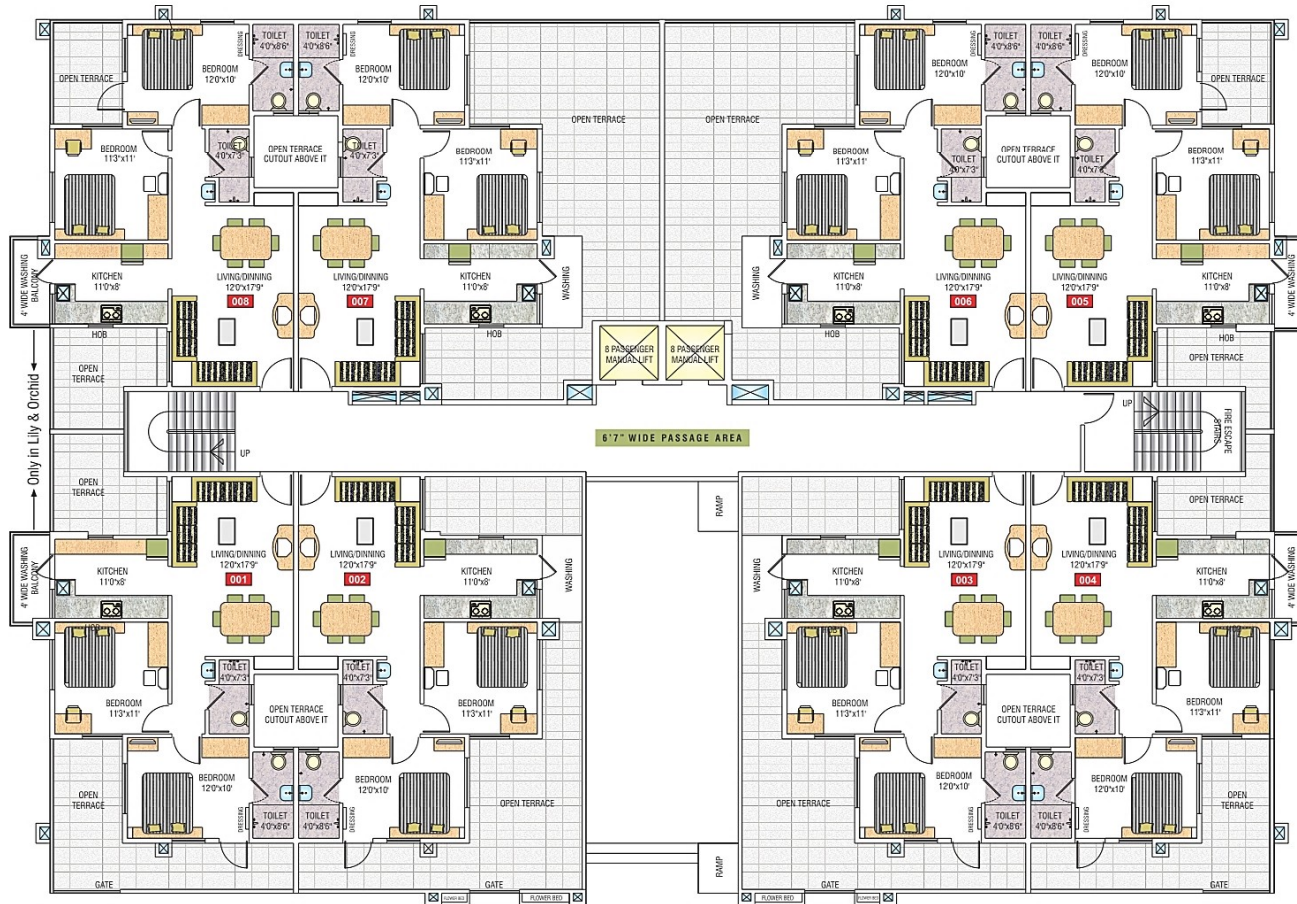 TOILET
4'0"x8'6"
TOILET
4'0"x8'6"
DRESSING
DRESSING
BEDROOM
12'0"x10'
BEDROOM
12'0"x10'
OPEN TERRACE
OPEN TERRACE
BEDROOM
11'3"x11'
TOILET
4'0"x7'3"
OPEN TERRACE
CUTOUT ABOVE IT
TOILET
4'0"x7'3"
BEDROOM
11'3"x11'
4' WIDE WASHING
BALCONY
KITCHEN
11'0"x8'
LIVING/DINNING
12'0"x17'9"
008
LIVING/DINNING
12'0"x17'9"
007
KITCHEN
11'0"x8'
WASHING
HOB
HOB
OPEN
TERRACE
TOILET
4'0"x8'6"
TOILET
4'0"x8'6"
DRESSING
DRESSING
BEDROOM
12'0"x10'
BEDROOM
12'0"x10'
OPEN TERRACE
OPEN TERRACE
BEDROOM
11'3"x11'
TOILET
4'0"x7'3"
OPEN TERRACE
CUTOUT ABOVE IT
TOILET
4'0"x7'3"
BEDROOM
11'3"x11'
WASHING
KITCHEN
11'0"x8'
LIVING/DINNING
12'0"x17'9"
006
LIVING/DINNING
12'0"x17'9"
005
KITCHEN
11'0"x8'
4' WIDE WASHING
HOB
HOB
OPEN
TERRACE
8 PASSENGER
MANUAL LIFT
8 PASSENGER
MANUAL LIFT
Only in Lily & Orchid
UP
6'7" WIDE PASSAGE AREA
UP
FIRE ESCAPE
STAIRS
OPEN
TERRACE
RAMP
OPEN TERRACE
4' WIDE WASHING
BALCONY
KITCHEN
11'0"x8'
LIVING/DINNING
12'0"x17'9"
001
LIVING/DINNING
12'0"x17'9"
002
KITCHEN
11'0"x8'
WASHING
HOB
BEDROOM
11'3"x11'
TOILET
4'0"x7'3"
OPEN TERRACE
CUTOUT ABOVE IT
TOILET
4'0"x7'3"
BEDROOM
11'3"x11'
OPEN
TERRACE
BEDROOM
12'0"x10'
BEDROOM
12'0"x10'
OPEN TERRACE
DRESSING
TOILET
4'0"x8'6"
TOILET
4'0"x8'6"
DRESSING
GATE
GATE
FLOWER BED
FLOWER BED
WASHING
KITCHEN
11'0"x8'
LIVING/DINNING
12'0"x17'9"
003
LIVING/DINNING
12'0"x17'9"
004
KITCHEN
11'0"x8'
4' WIDE WASHING
BEDROOM
11'3"x11'
TOILET
4'0"x7'3"
OPEN TERRACE
CUTOUT ABOVE IT
TOILET
4'0"x7'3"
BEDROOM
11'3"x11'
OPEN TERRACE
BEDROOM
12'0"x10'
BEDROOM
12'0"x10'
OPEN
TERRACE
DRESSING
TOILET
4'0"x8'6"
TOILET
4'0"x8'6"
DRESSING
RAMP
GATE
GATE
FLOWER BED
FLOWER BED